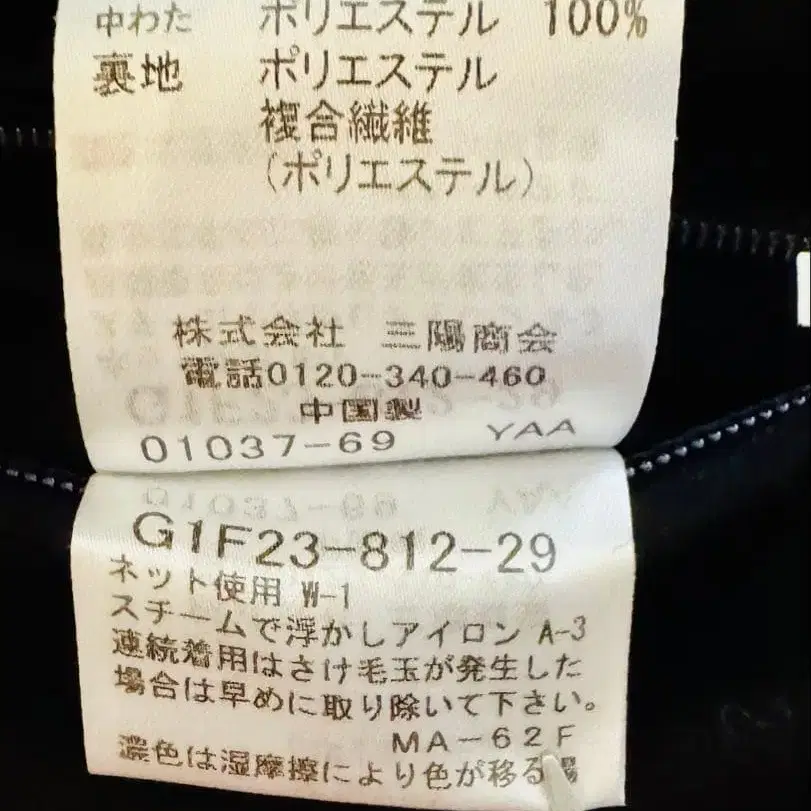 中わた ポリエステル 100%
裏地 ポリエステル
複合繊維
(ポリエステル)
株式会社 三陽商会
電話0120-340-460
中国製
01037-69 YAA
G1F23-812-29
ネット使用 W-1
スチームで浮かしアイロン A-3
連続着用はさけ毛玉が発生した
場合は早めに取り除いて下さい。
MA-62F
濃色は湿摩擦により色が移る